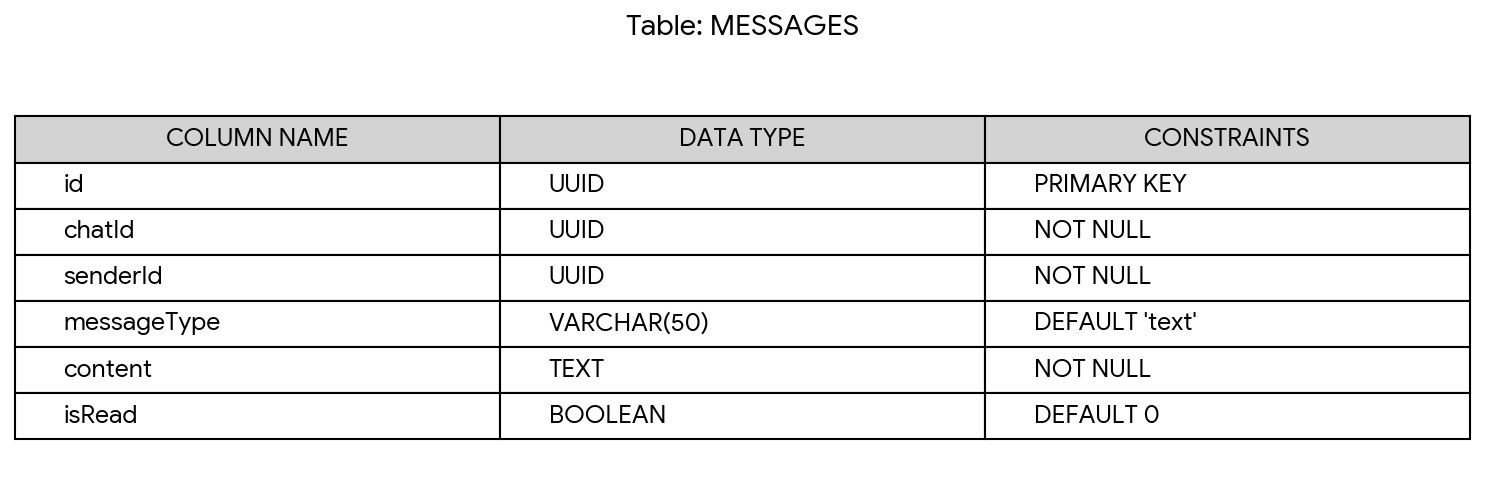 Table: MESSAGES
COLUMN NAME DATA TYPE CONSTRAINTS
id UUID PRIMARY KEY
chatId UUID NOT NULL
senderId UUID NOT NULL
messageType VARCHAR(50) DEFAULT 'text'
content TEXT NOT NULL
isRead BOOLEAN DEFAULT 0